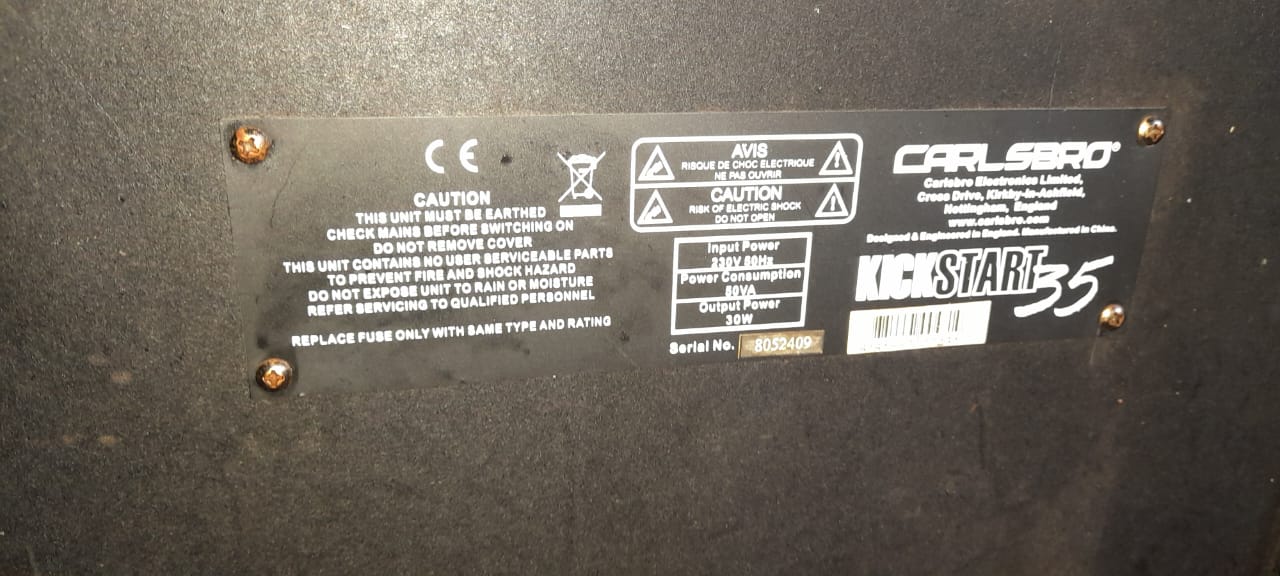 CE
CAUTION
THIS UNIT MUST BE EARTHED
CHECK MAINS BEFORE SWITCHING ON
DO NOT REMOVE COVER
THIS UNIT CONTAINS NO USER SERVICEABLE PARTS
TO PREVENT FIRE AND SHOCK HAZARD
DO NOT EXPOSE UNIT TO RAIN OR MOISTURE
REFER SERVICING TO QUALIFIED PERSONNEL
REPLACE FUSE ONLY WITH SAME TYPE AND RATING
AVIS
RISQUE DE CHOC ELECTRIQUE
NE PAS OUVRIR
CAUTION
RISK OF ELECTRIC SHOCK
DO NOT OPEN
Input Power
230V 50Hz
Power Consumption
50VA
Output Power
30W
Serial No. 8052409
CARLSBRO®
Carlsbro Electronics Limited,
Cross Drive, Kirkby-in-Ashfield,
Nottingham, England
www.carlsbro.com
Designed & Engineered in England. Manufactured in China.
KICKSTART 35